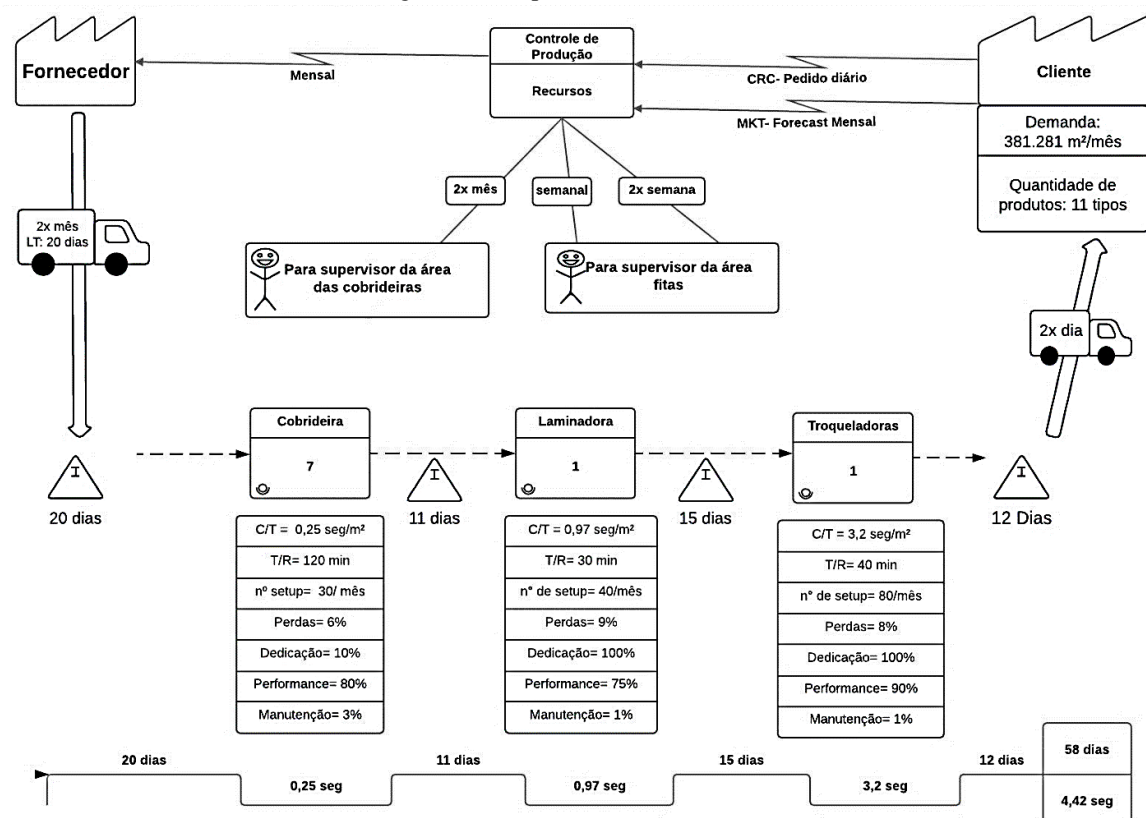 Fornecedor
Mensal
Controle de
Produção
Recursos
CRC- Pedido diário
MKT- Forecast Mensal
Cliente
Demanda:
381.281 m²/mês
Quantidade de
produtos: 11 tipos
2x mês
LT: 20 dias
2x mês
semanal
2x semana
Para supervisor da área
das cobrideiras
Para supervisor da área
fitas
2x dia
Cobrideira
7
Laminadora
1
Troqueladoras
1
I
20 dias
I
11 dias
I
15 dias
I
12 Dias
C/T = 0,25 seg/m²
T/R= 120 min
nº setup= 30/ mês
Perdas= 6%
Dedicação= 10%
Performance= 80%
Manutenção= 3%
C/T = 0,97 seg/m²
T/R= 30 min
n° de setup= 40/mês
Perdas= 9%
Dedicação= 100%
Performance= 75%
Manutenção= 1%
C/T = 3,2 seg/m²
T/R= 40 min
n° de setup= 80/mês
Perdas= 8%
Dedicação= 100%
Performance= 90%
Manutenção= 1%
20 dias
0,25 seg
11 dias
0,97 seg
15 dias
3,2 seg
12 dias
58 dias
4,42 seg